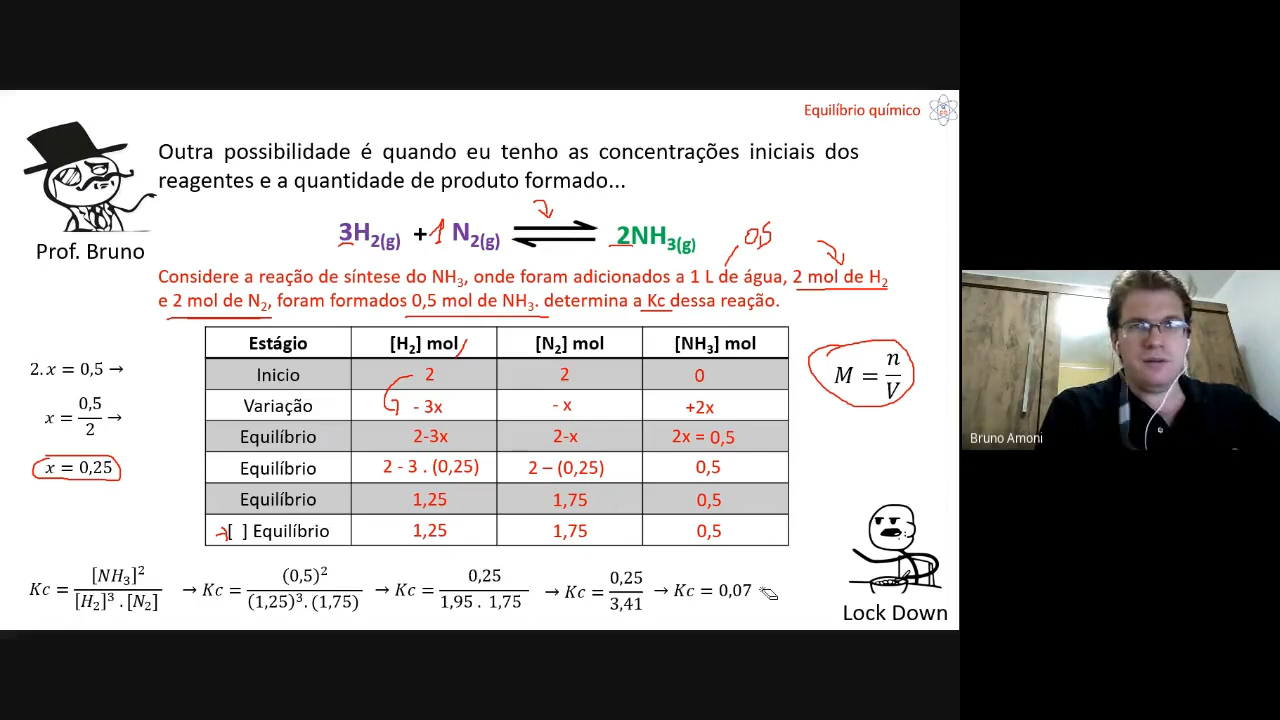 Equilíbrio químico
Outra possibilidade é quando eu tenho as concentrações iniciais dos
reagentes e a quantidade de produto formado...
Prof. Bruno
3H2(g) + 1 N2(g) ⇌ 2NH3(g)
0,5
Considere a reação de síntese do NH3, onde foram adicionados a 1 L de água, 2 mol de H2
e 2 mol de N2, foram formados 0,5 mol de NH3. determina a Kc dessa reação.
Estágio [H2] mol [N2] mol [NH3] mol
Inicio 2 2 0
Variação - 3x - x +2x
Equilíbrio 2-3x 2-x 2x = 0,5
Equilíbrio 2 - 3 . (0,25) 2 – (0,25) 0,5
Equilíbrio 1,25 1,75 0,5
[ ] Equilíbrio 1,25 1,75 0,5
2. x = 0,5 →
x = 0,5/2 →
x = 0,25
M = n/V
Bruno Amoni
Kc = [NH3]²/[H2]³ . [N2] → Kc = (0,5)²/(1,25)³. (1,75) → Kc = 0,25/1,95 . 1,75 → Kc = 0,25/3,41 → Kc = 0,07
Lock Down